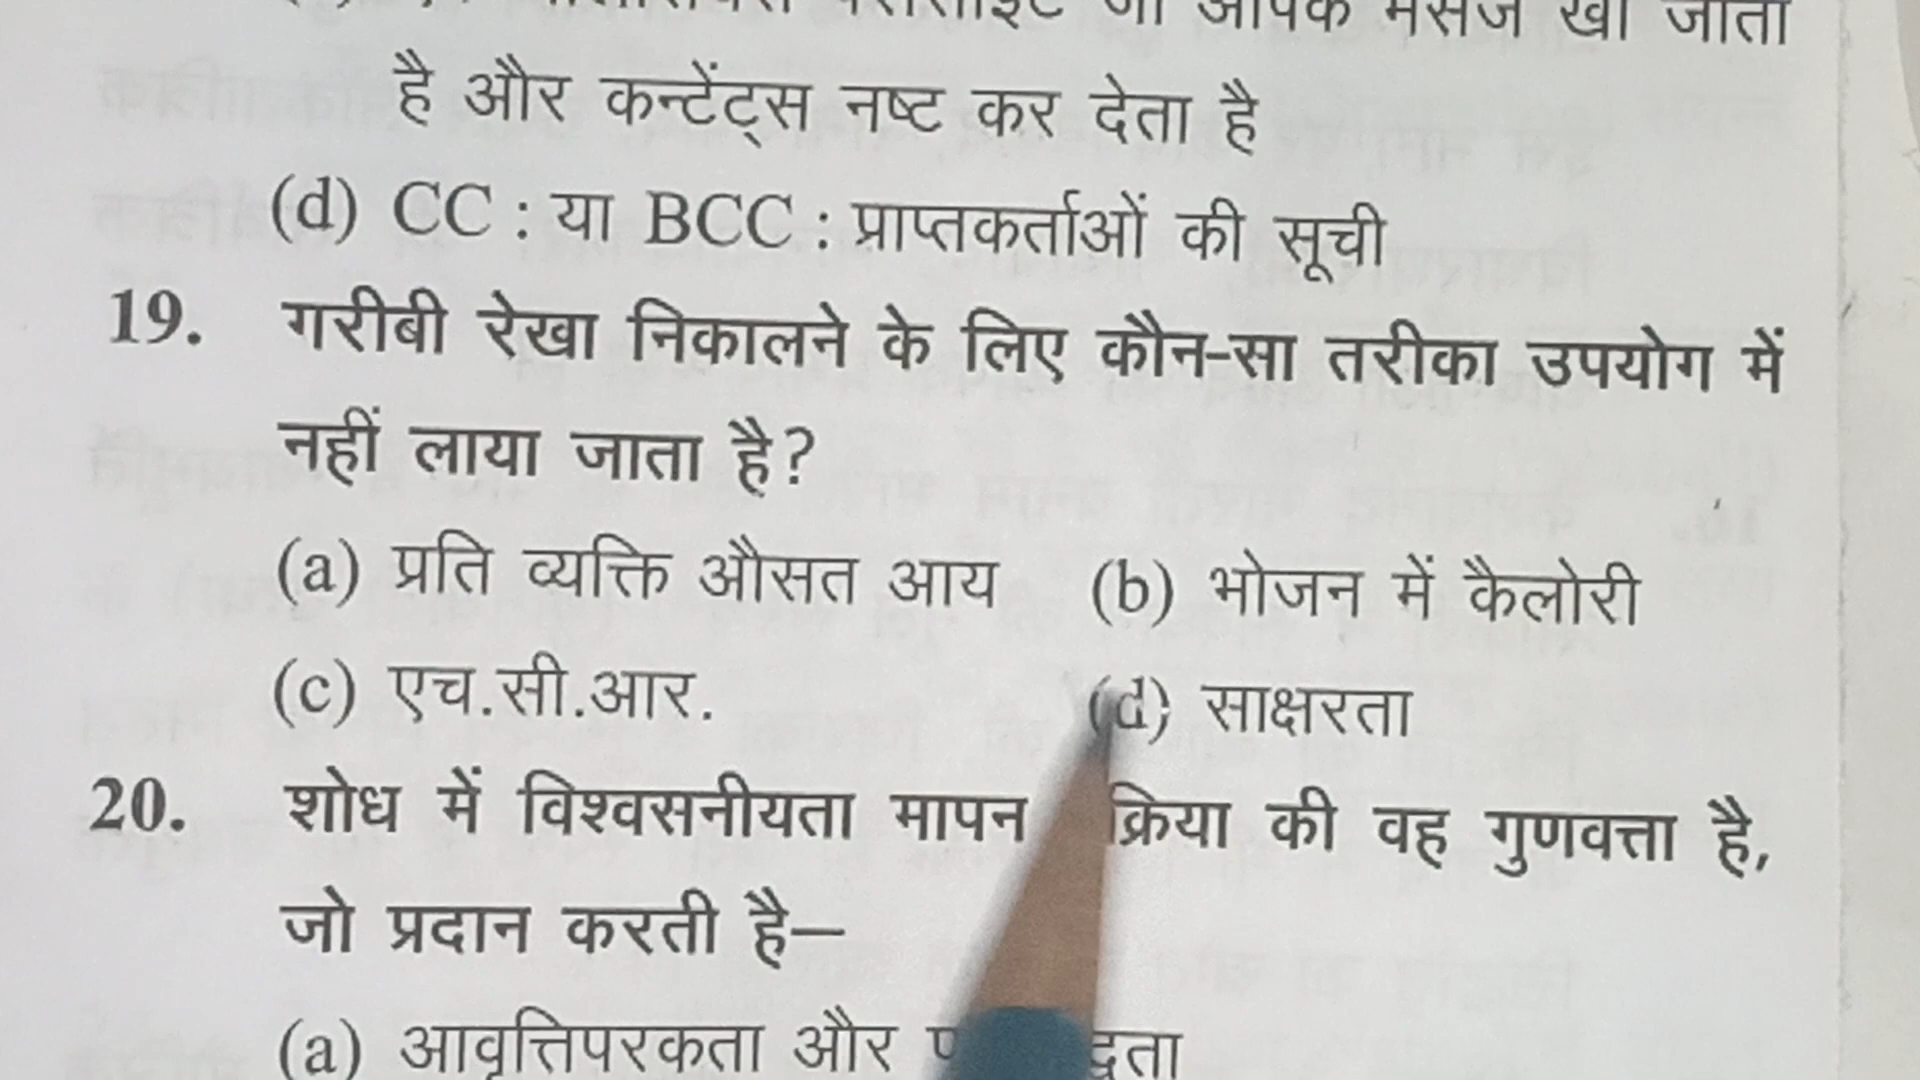 जो आपके मैसेज खा जाता
है और कन्टेंट्स नष्ट कर देता है
(d) CC : या BCC : प्राप्तकर्ताओं की सूची
19. गरीबी रेखा निकालने के लिए कौन-सा तरीका उपयोग में
नहीं लाया जाता है?
(a) प्रति व्यक्ति औसत आय (b) भोजन में कैलोरी
(c) एच.सी.आर. (d) साक्षरता
20. शोध में विश्वसनीयता मापन क्रिया की वह गुणवत्ता है,
जो प्रदान करती है—
(a) आवृत्तिपरकता और